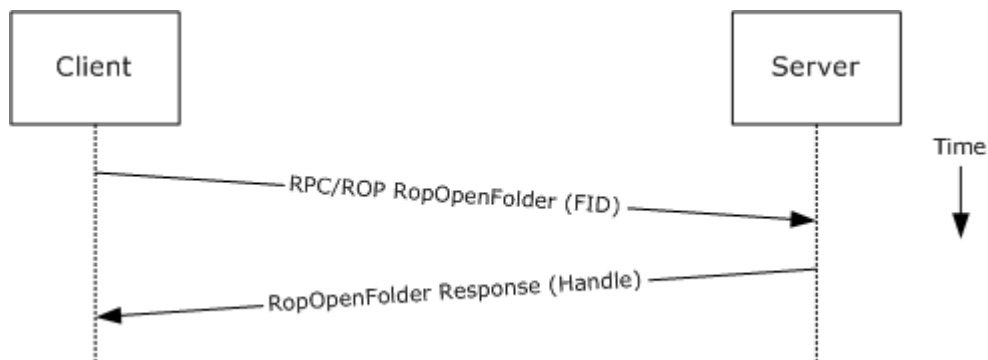 Client
Server
Time
RPC/ROP RopOpenFolder (FID)
RopOpenFolder Response (Handle)